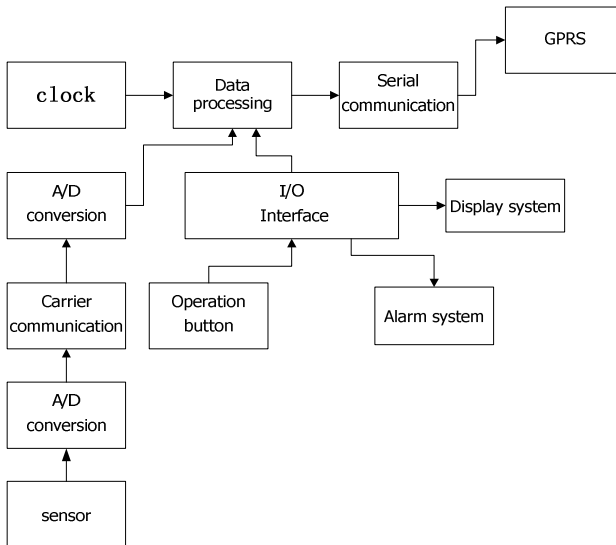 GPRS
clock
Data
processing
Serial
communication
A/D
conversion
I/O
Interface
Display system
Carrier
communication
Operation
button
Alarm system
A/D
conversion
sensor